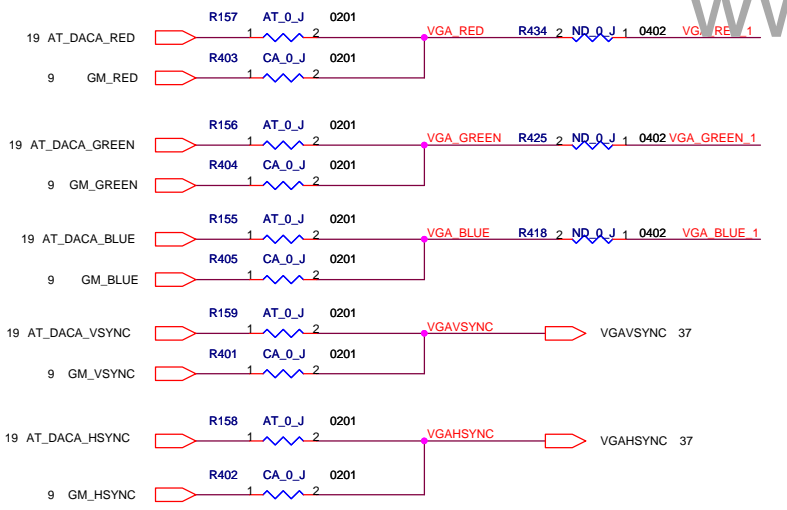 R157 AT_0_J 0201
19 AT_DACA_RED 1 2 VGA_RED R434 2 ND_0_J 1 0402
R403 CA_0_J 0201
9 GM_RED 1 2
R156 AT_0_J 0201
19 AT_DACA_GREEN 1 2 VGA_GREEN R425 2 ND_0_J 1 0402 VGA_GREEN_1
R404 CA_0_J 0201
9 GM_GREEN 1 2
R155 AT_0_J 0201
19 AT_DACA_BLUE 1 2 VGA_BLUE R418 2 ND_0_J 1 0402 VGA_BLUE_1
R405 CA_0_J 0201
9 GM_BLUE 1 2
R159 AT_0_J 0201
19 AT_DACA_VSYNC 1 2 VGAVSYNC VGAVSYNC 37
R401 CA_0_J 0201
9 GM_VSYNC 1 2
R158 AT_0_J 0201
19 AT_DACA_HSYNC 1 2 VGAHSYNC VGAHSYNC 37
R402 CA_0_J 0201
9 GM_HSYNC 1 2